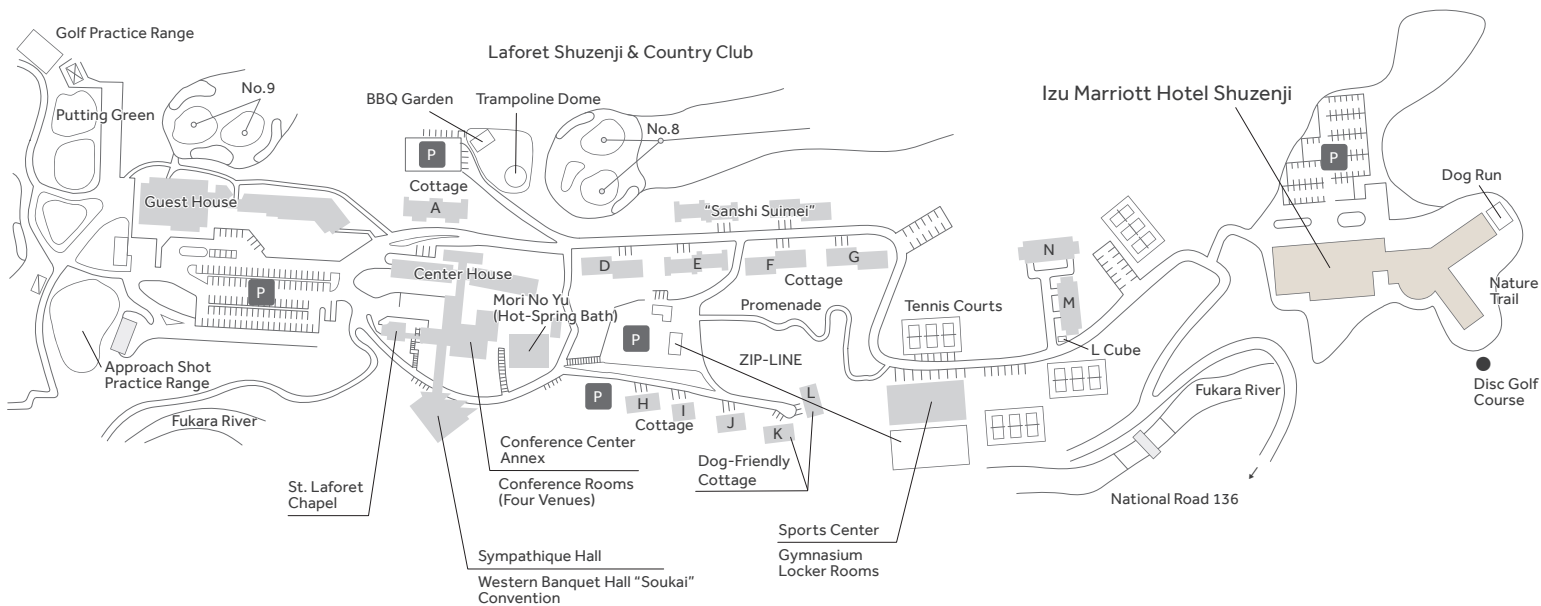 Golf Practice Range
Laforet Shuzenji & Country Club
No.9
BBQ Garden
Trampoline Dome
Izu Marriott Hotel Shuzenji
Putting Green
No.8
P
P
Cottage
Dog Run
Guest House
A
“Sanshi Suimei”
N
Center House
D
E
F
G
Cottage
P
Mori No Yu
(Hot-Spring Bath)
Promenade
Tennis Courts
M
Nature
Trail
P
ZIP-LINE
L Cube
Approach Shot
Practice Range
Disc Golf
Course
P
H
I
J
K
L
Cottage
Fukara River
Fukara River
Conference Center
Annex
Conference Rooms
(Four Venues)
Dog-Friendly
Cottage
St. Laforet
Chapel
National Road 136
Sports Center
Gymnasium
Locker Rooms
Sympathique Hall
Western Banquet Hall “Soukai”
Convention